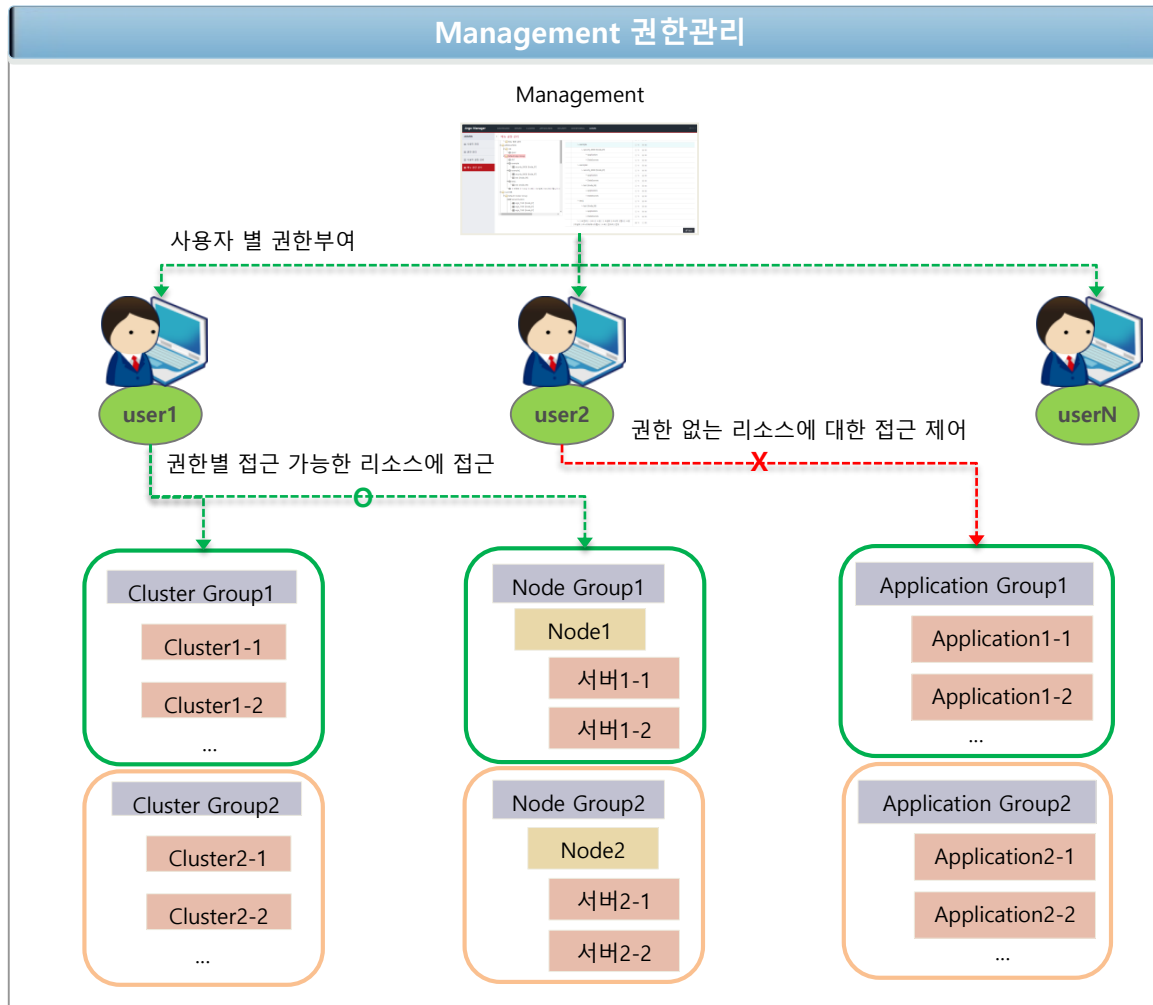 Management 권한관리
Management
사용자 별 권한부여
user1
user2
userN
권한 없는 리소스에 대한 접근 제어
X
권한별 접근 가능한 리소스에 접근
O
Cluster Group1
Cluster1-1
Cluster1-2
...
Node Group1
Node1
서버1-1
서버1-2
Application Group1
Application1-1
Application1-2
...
Cluster Group2
Cluster2-1
Cluster2-2
...
Node Group2
Node2
서버2-1
서버2-2
Application Group2
Application2-1
Application2-2
...